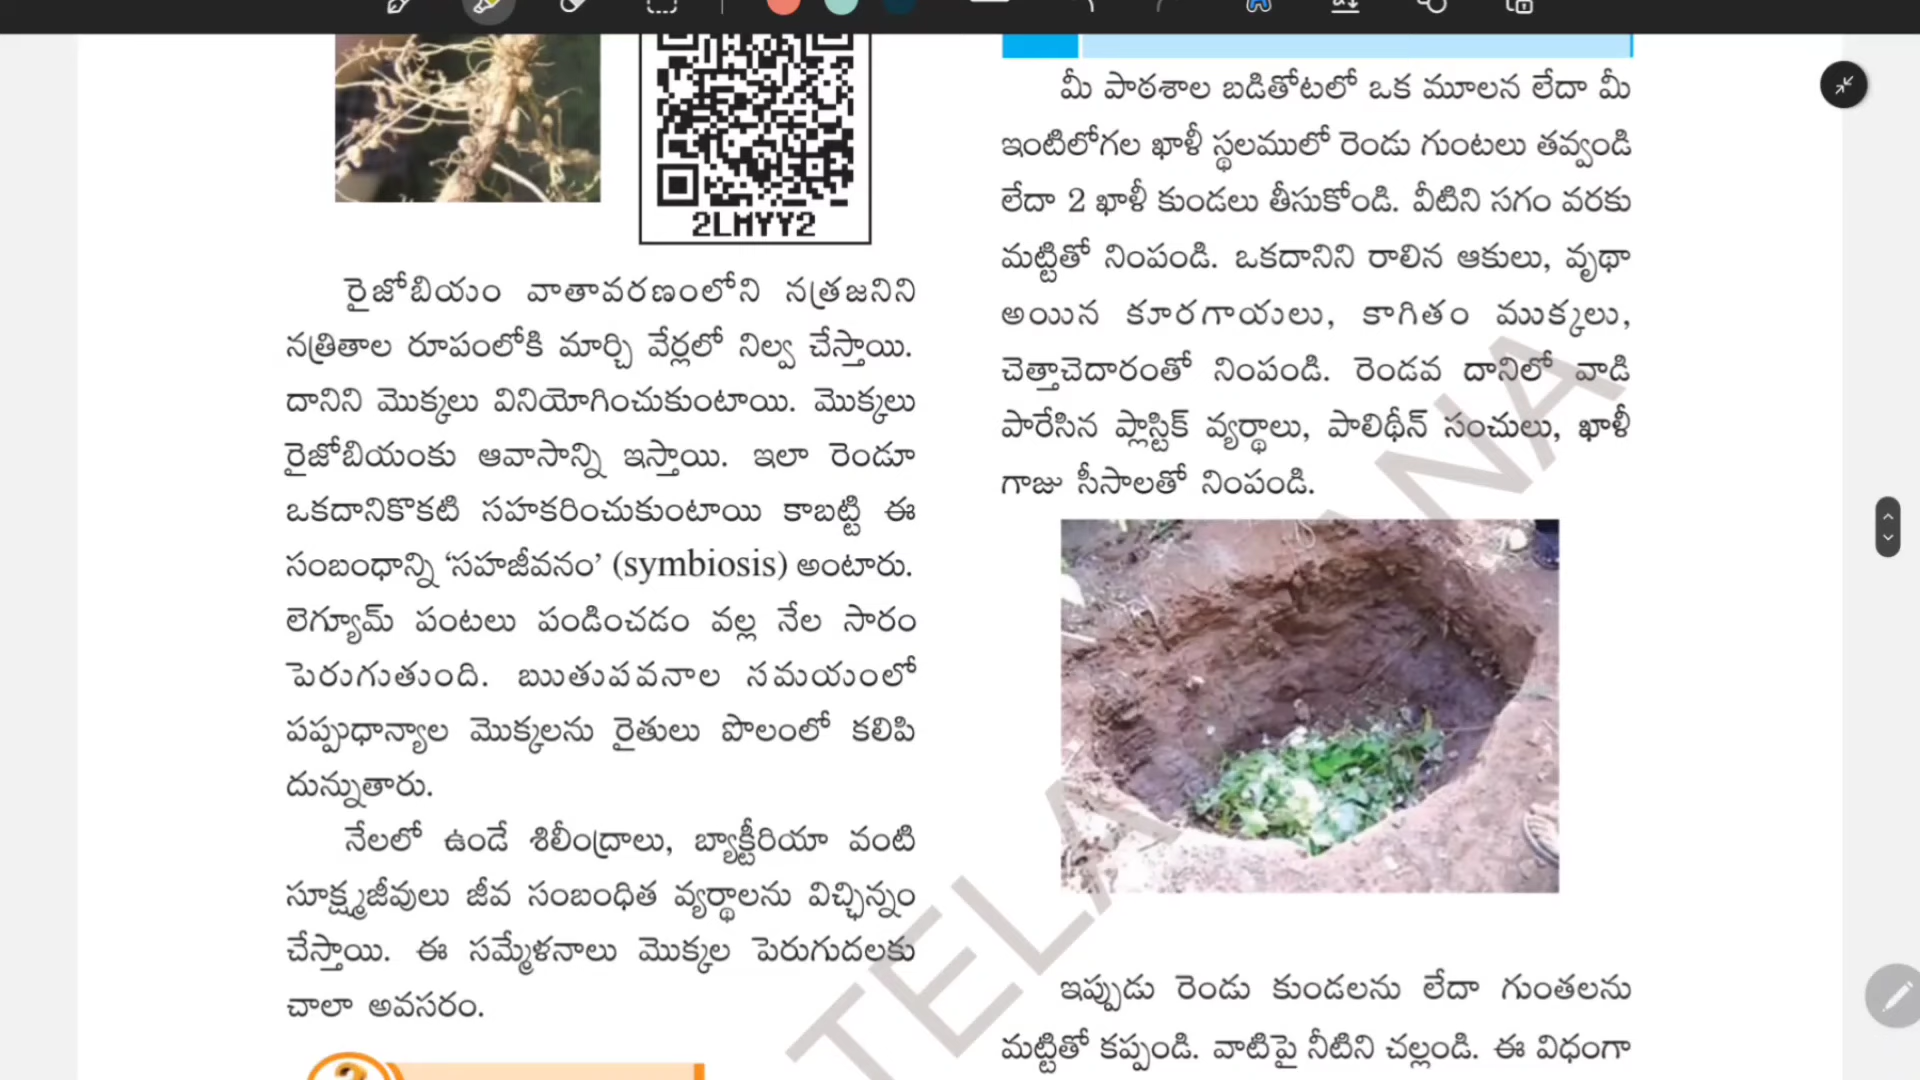 2LMYY2
రైజోబియం వాతావరణంలోని నత్రజనిని
నత్రితాల రూపంలోకి మార్చి వేర్లలో నిల్వ చేస్తాయి.
దానిని మొక్కలు వినియోగించుకుంటాయి. మొక్కలు
రైజోబియంకు ఆవాసాన్ని ఇస్తాయి. ఇలా రెండూ
ఒకదానికొకటి సహకరించుకుంటాయి కాబట్టి ఈ
సంబంధాన్ని ‘సహజీవనం’ (symbiosis) అంటారు.
లెగ్యూమ్ పంటలు పండించడం వల్ల నేల సారం
పెరుగుతుంది. ఋతుపవనాల సమయంలో
పప్పుధాన్యాల మొక్కలను రైతులు పొలంలో కలిపి
దున్నుతారు.
నేలలో ఉండే శిలీంధ్రాలు, బ్యాక్టీరియా వంటి
సూక్ష్మజీవులు జీవ సంబంధిత వ్యర్థాలను విచ్ఛిన్నం
చేస్తాయి. ఈ సమ్మేళనాలు మొక్కల పెరుగుదలకు
చాలా అవసరం.
మీ పాఠశాల బడితోటలో ఒక మూలన లేదా మీ
ఇంటిలోగల ఖాళీ స్థలములో రెండు గుంటలు తవ్వండి
లేదా 2 ఖాళీ కుండలు తీసుకోండి. వీటిని సగం వరకు
మట్టితో నింపండి. ఒకదానిని రాలిన ఆకులు, వృథా
అయిన కూరగాయలు, కాగితం ముక్కలు,
చెత్తాచెదారంతో నింపండి. రెండవ దానిలో వాడి
పారేసిన ప్లాస్టిక్ వ్యర్థాలు, పాలిథీన్ సంచులు, ఖాళీ
గాజు సీసాలతో నింపండి.
ఇప్పుడు రెండు కుండలను లేదా గుంతలను
మట్టితో కప్పండి. వాటిపై నీటిని చల్లండి. ఈ విధంగా